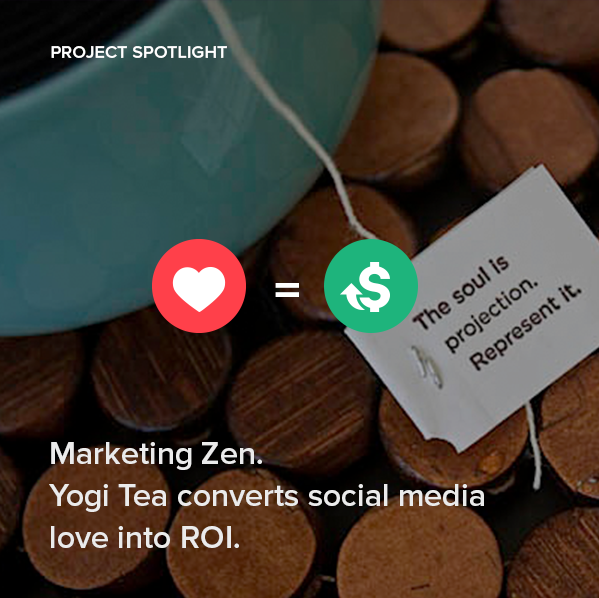 PROJECT SPOTLIGHT
=
$
The soul is
projection.
Represent it.
Marketing Zen.
Yogi Tea converts social media
love into ROI.